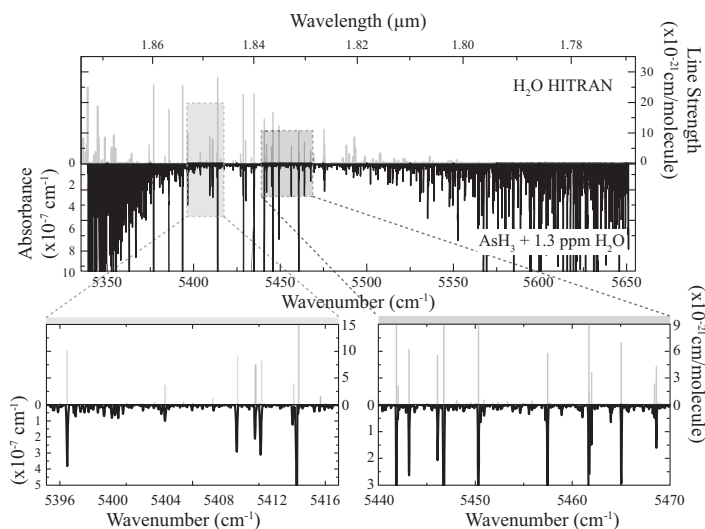 Wavelength (µm)
1.86 1.84 1.82 1.80 1.78
H2O HITRAN
30
20
10
0
Line Strength
(x10-21cm/molecule)
0
2
4
6
8
10
Absorbance
(x10-7 cm-1)
AsH3 + 1.3 ppm H2O
5350 5400 5450 5500 5550 5600 5650
Wavenumber (cm-1)
15
10
5
0
0
1
2
3
4
5
(x10-7 cm-1)
5396 5400 5404 5410 5412 5416
Wavenumber (cm-1)
9
6
3
0
0
1
2
3
(x10-21cm/molecule)
5440 5450 5460 5470
Wavenumber (cm-1)